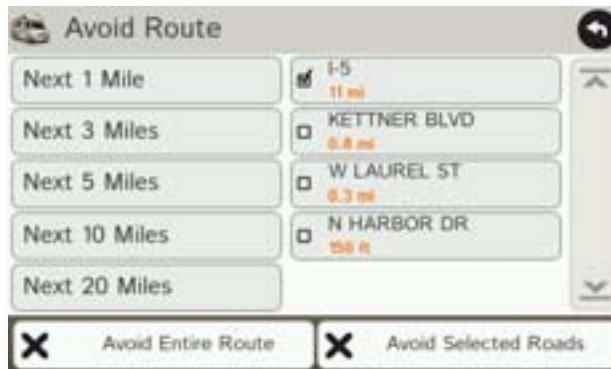 Avoid Route
Next 1 Mile
I-5
11 mi
Next 3 Miles
KETTNER BLVD
0.8 mi
Next 5 Miles
W LAUREL ST
0.3 mi
Next 10 Miles
N HARBOR DR
156 ft
Next 20 Miles
Avoid Entire Route
Avoid Selected Roads